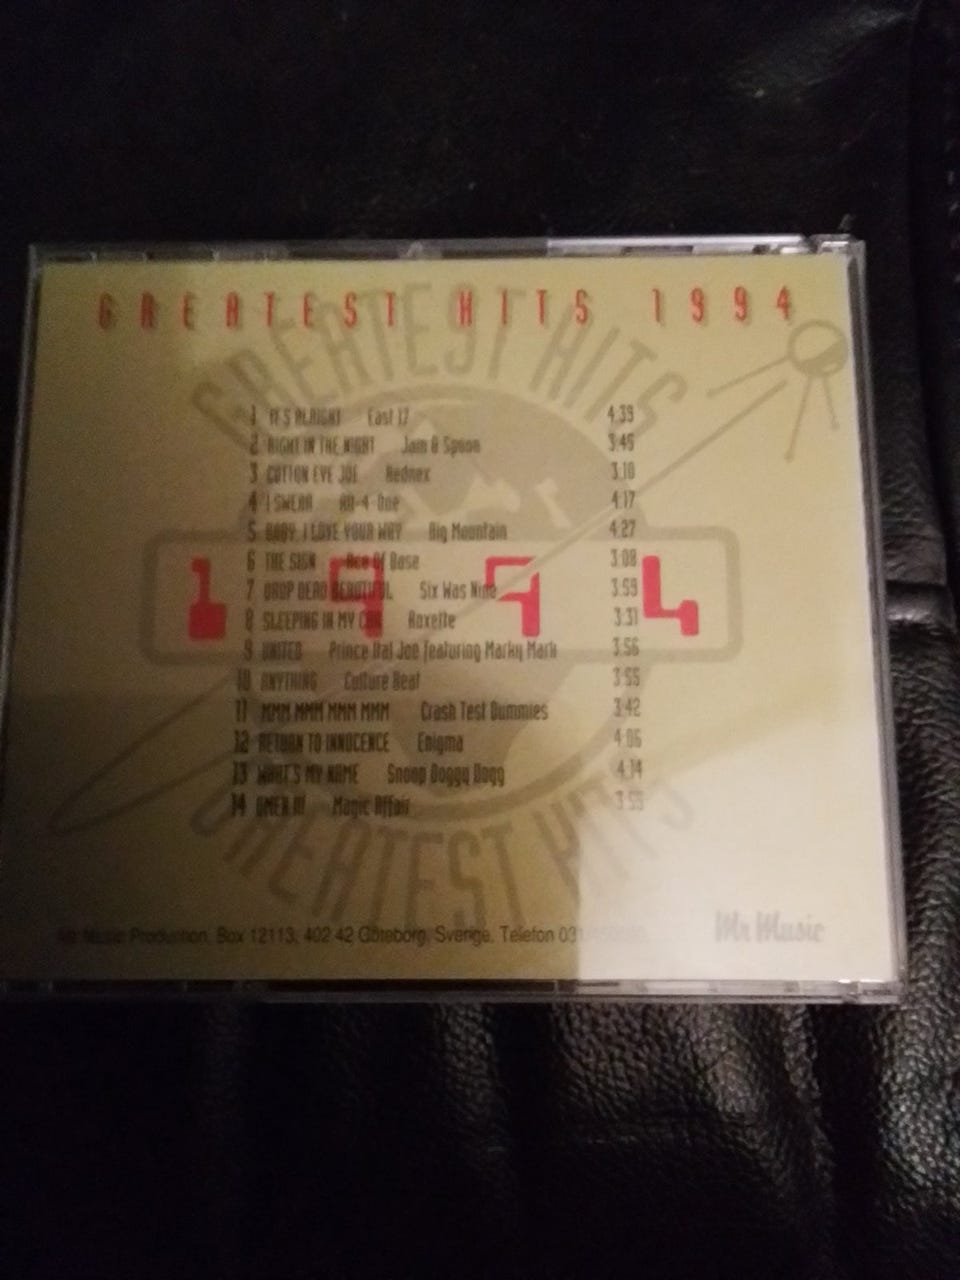 GREATEST HITS 1994
GREATEST HITS
1 IT'S ALRIGHT East 17 4:39
2 RIGHT IN THE NIGHT Jam & Spoon 3:45
3 COTTON EYE JOE Rednex 3:10
4 I SWEAR All-4-One 4:17
5 BABY, I LOVE YOUR WAY Big Mountain 4:27
6 THE SIGN Ace Of Base 3:08
7 DROP DEAD BEAUTIFUL Six Was Nine 3:59
1994
8 SLEEPING IN MY CAR Roxette 3:31
9 UNITED Prince Ital Joe featuring Marky Mark 3:56
10 ANYTHING Culture Beat 3:55
11 MMM MMM MMM MMM Crash Test Dummies 3:42
12 RETURN TO INNOCENCE Enigma 4:06
13 WHAT'S MY NAME Snoop Doggy Dogg 4:14
14 OMEN III Magic Affair
GREATEST HITS
Mr Music Production, Box 12113, 402 42 Göteborg, Sverige, Telefon 031
Mr Music